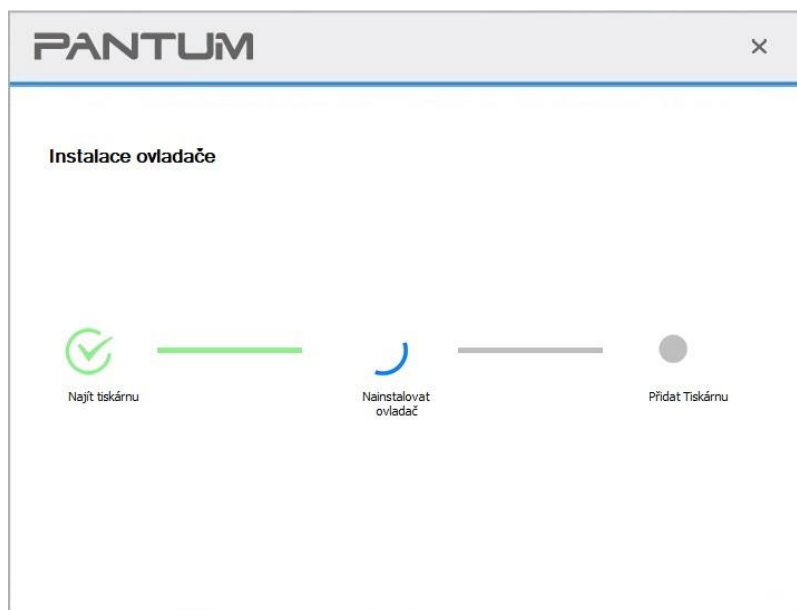 PANTUM
Instalace ovladače
Najít tiskárnu
Nainstalovat
ovladač
Přidat Tiskárnu